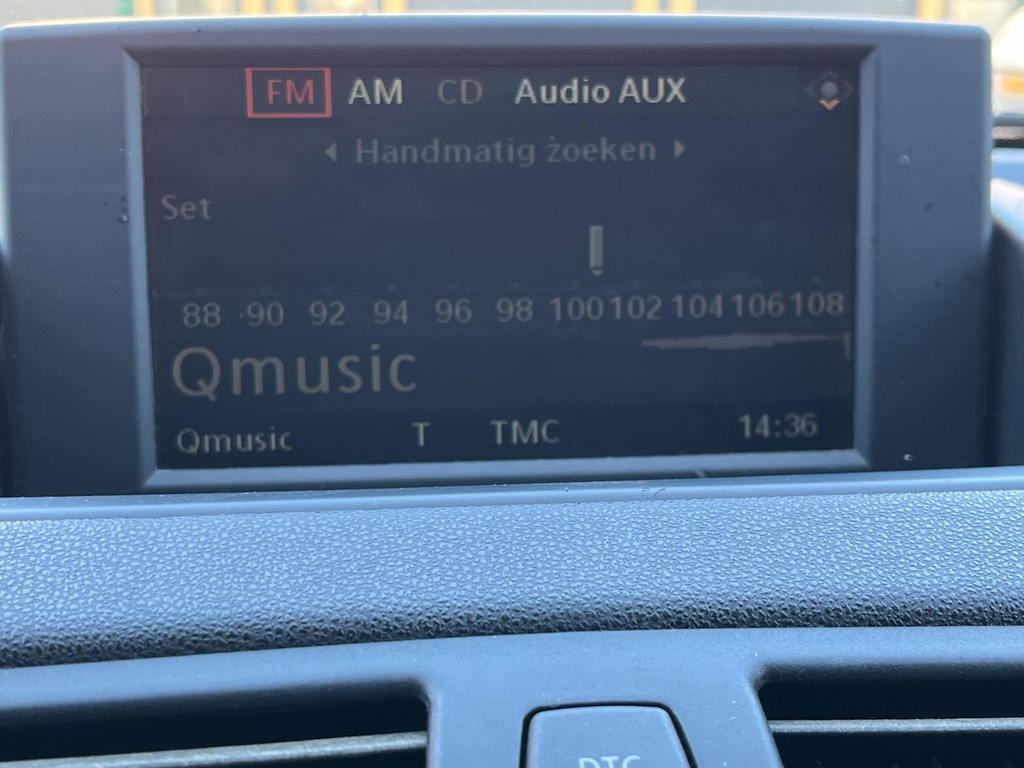 FM AM CD Audio AUX
Handmatig zoeken
Set
88 90 92 94 96 98 100 102 104 106 108
Qmusic
Qmusic T TMC 14:36
DTC